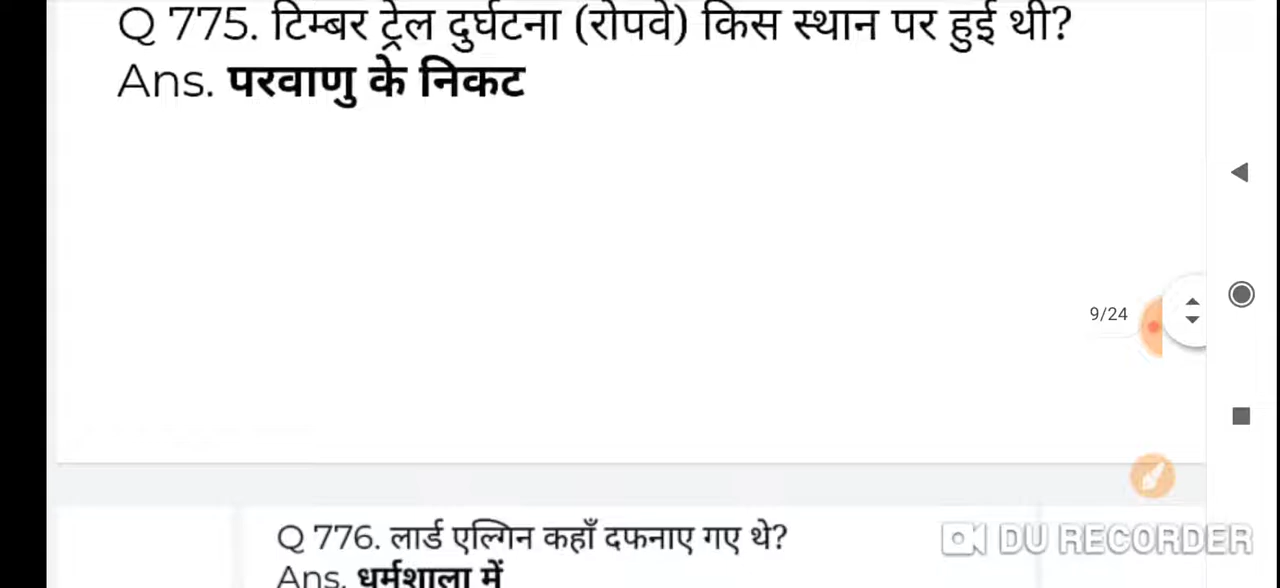 Q 775. टिम्बर ट्रेल दुर्घटना (रोपवे) किस स्थान पर हुई थी?
Ans. परवाणु के निकट
9/24
Q 776. लार्ड एल्गिन कहाँ दफनाए गए थे?
DU RECORDER
Ans. धर्मशाला में